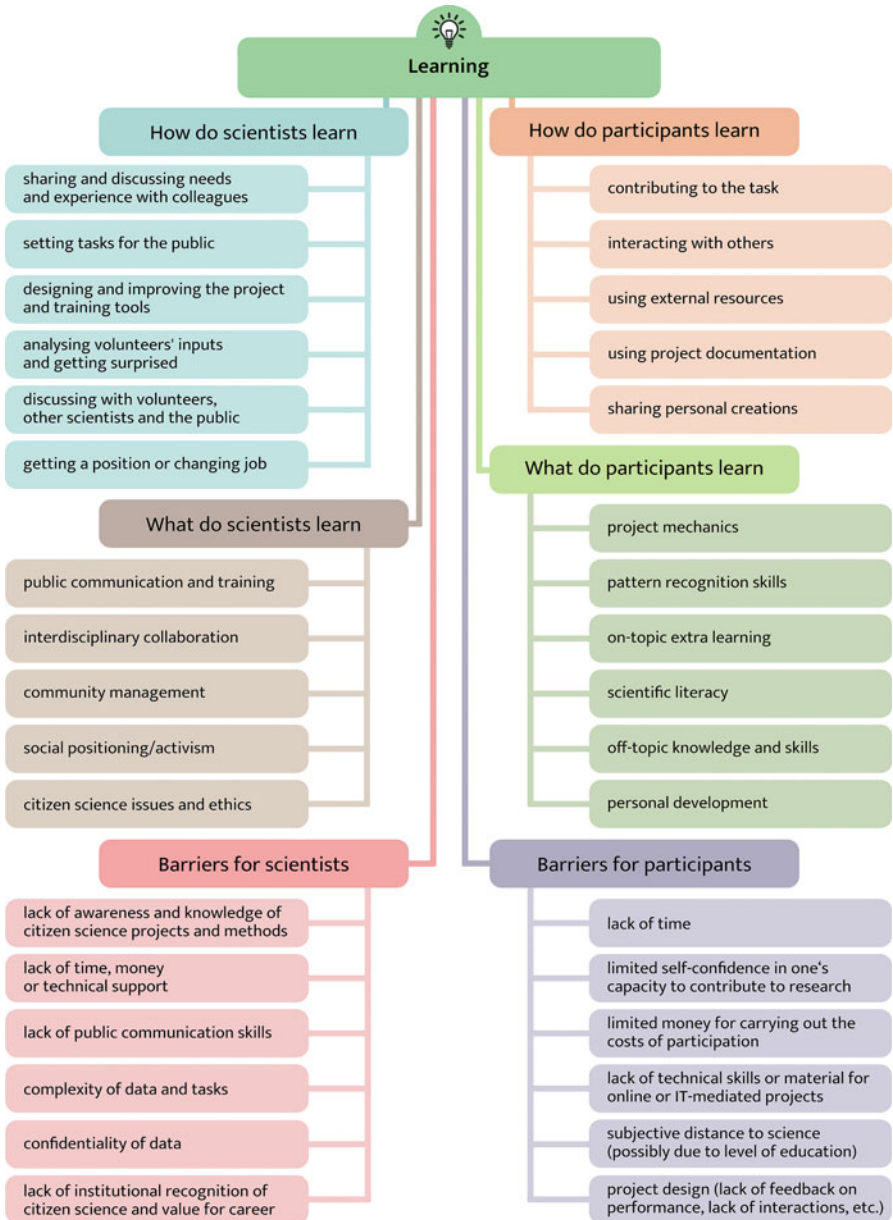 Learning
How do scientists learn
sharing and discussing needs
and experience with colleagues
setting tasks for the public
designing and improving the project
and training tools
analysing volunteers' inputs
and getting surprised
discussing with volunteers,
other scientists and the public
getting a position or changing job
What do scientists learn
public communication and training
interdisciplinary collaboration
community management
social positioning/activism
citizen science issues and ethics
Barriers for scientists
lack of awareness and knowledge of
citizen science projects and methods
lack of time, money
or technical support
lack of public communication skills
complexity of data and tasks
confidentiality of data
lack of institutional recognition of
citizen science and value for career
How do participants learn
contributing to the task
interacting with others
using external resources
using project documentation
sharing personal creations
What do participants learn
project mechanics
pattern recognition skills
on-topic extra learning
scientific literacy
off-topic knowledge and skills
personal development
Barriers for participants
lack of time
limited self-confidence in one‘s
capacity to contribute to research
limited money for carrying out the
costs of participation
lack of technical skills or material for
online or IT-mediated projects
subjective distance to science
(possibly due to level of education)
project design (lack of feedback on
performance, lack of interactions, etc.)